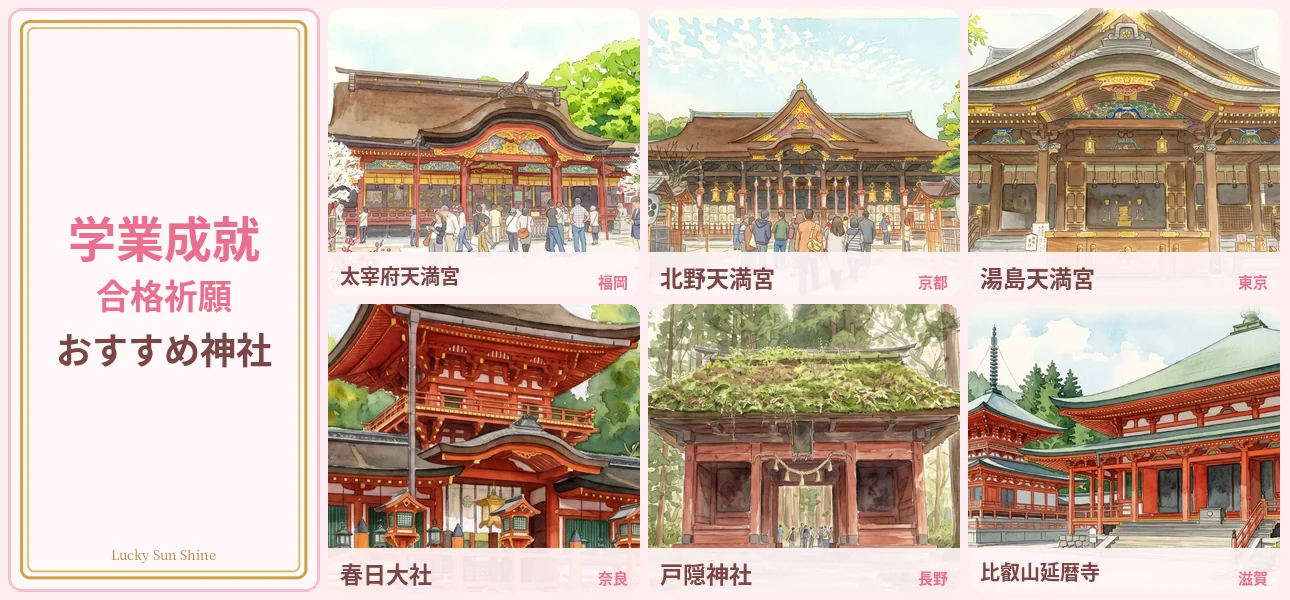 学業成就
合格祈願
おすすめ神社
Lucky Sun Shine
太宰府天満宮 福岡
北野天満宮 京都
湯島天満宮 東京
春日大社 奈良
戸隠神社 長野
比叡山延暦寺 滋賀